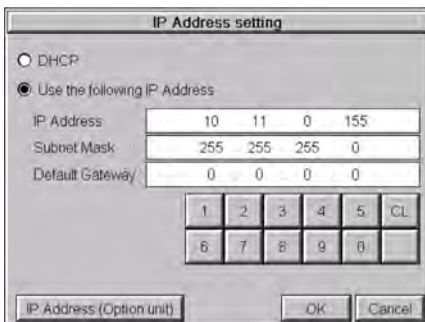 IP Address setting
DHCP
Use the following IP Address
IP Address 10 11 0 155
Subnet Mask 255 255 255 0
Default Gateway 0 0 0 0
1 2 3 4 5 CL
6 7 8 9 0
IP Address (Option unit) OK Cancel